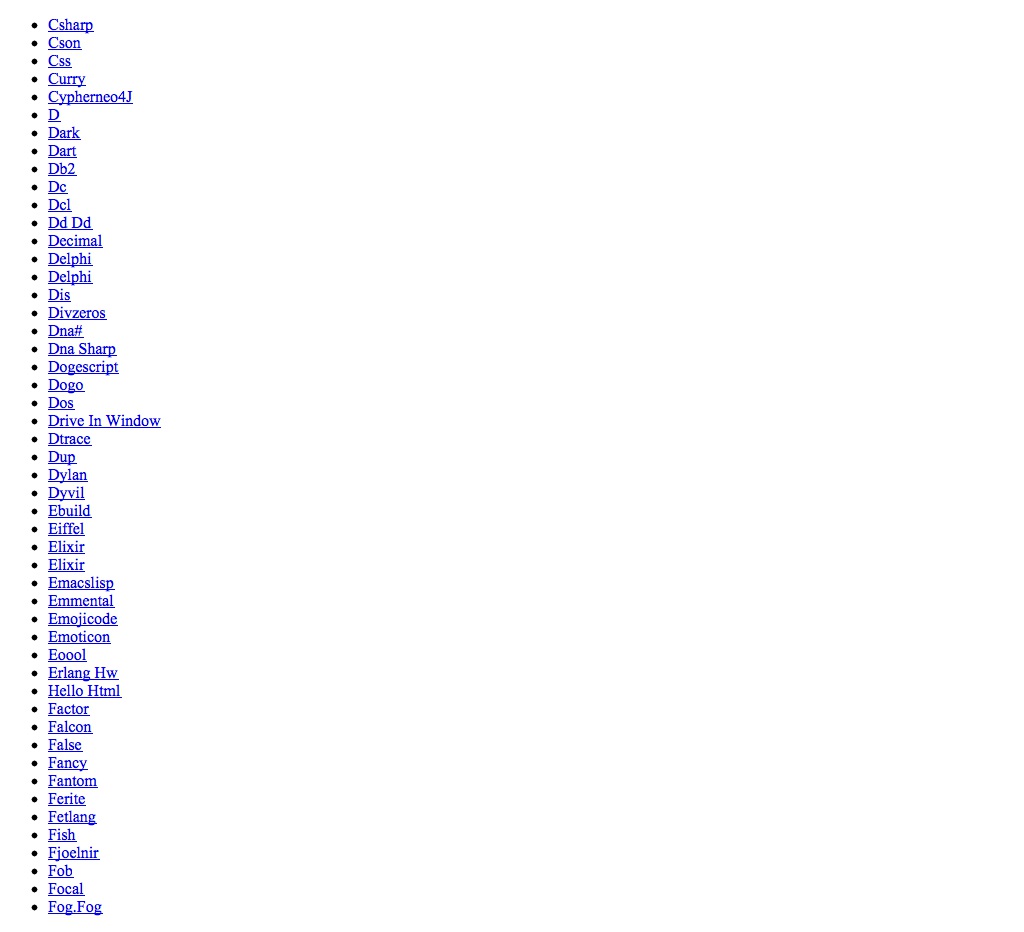 Csharp
Cson
Css
Curry
Cypherneo4J
D
Dark
Dart
Db2
Dc
Dcl
Dd Dd
Decimal
Delphi
Delphi
Dis
Divzeros
Dna#
Dna Sharp
Dogescript
Dogo
Dos
Drive In Window
Dtrace
Dup
Dylan
Dyvil
Ebuild
Eiffel
Elixir
Elixir
Emacslisp
Emmental
Emojicode
Emoticon
Eoool
Erlang Hw
Hello Html
Factor
Falcon
False
Fancy
Fantom
Ferite
Fetlang
Fish
Fjoelnir
Fob
Focal
Fog.Fog